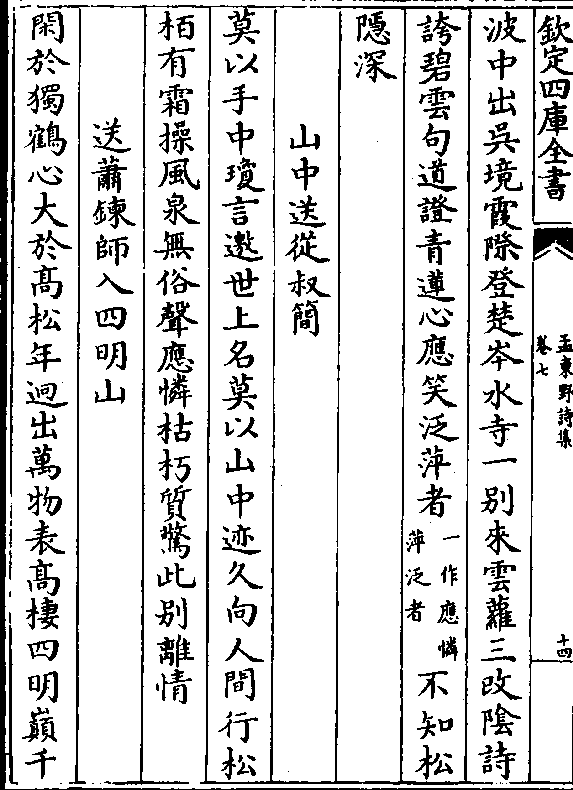 欽定四庫全書
孟東野詩集
卷七
十四
波中出吳境霞際登楚岑水寺一別來雲蘿三改陰詩
誇碧雲句道證青蓮心應笑泛萍者一作應憐萍泛者不知松
隱深
山中送從叔簡
莫以手中瓊言邀世上名莫以山中迹久向人間行松
栢有霜操風泉無俗聲應憐枯朽質驚此别離情
送蕭鍊師入四明山
閑於獨鶴心大於髙松年迥出萬物表髙棲四明巔千